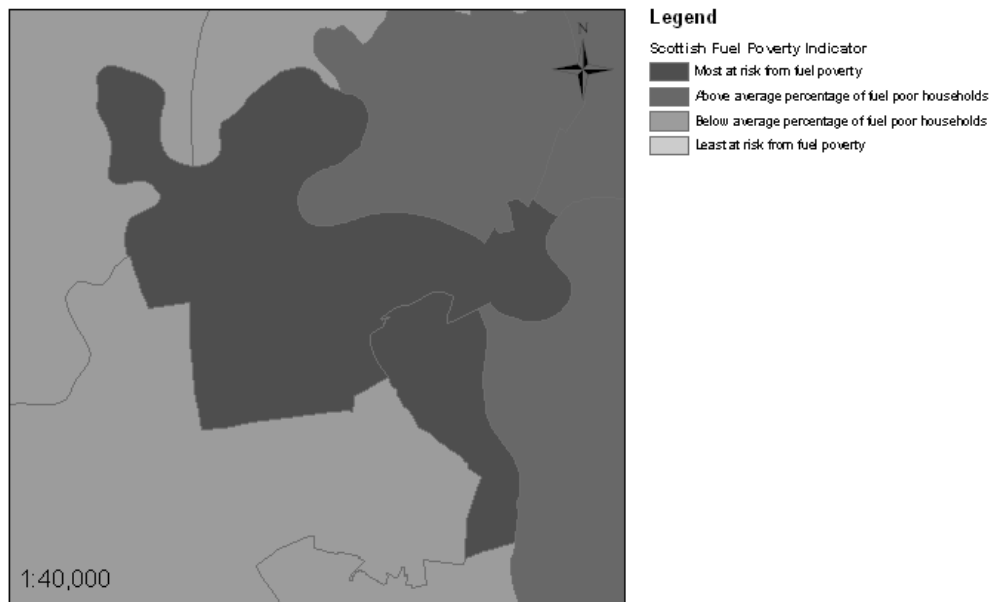 Legend
N
Scottish Fuel Poverty Indicator
Most at risk from fuel poverty
Above average percentage of fuel poor households
Below average percentage of fuel poor households
Least at risk from fuel poverty
1:40,000